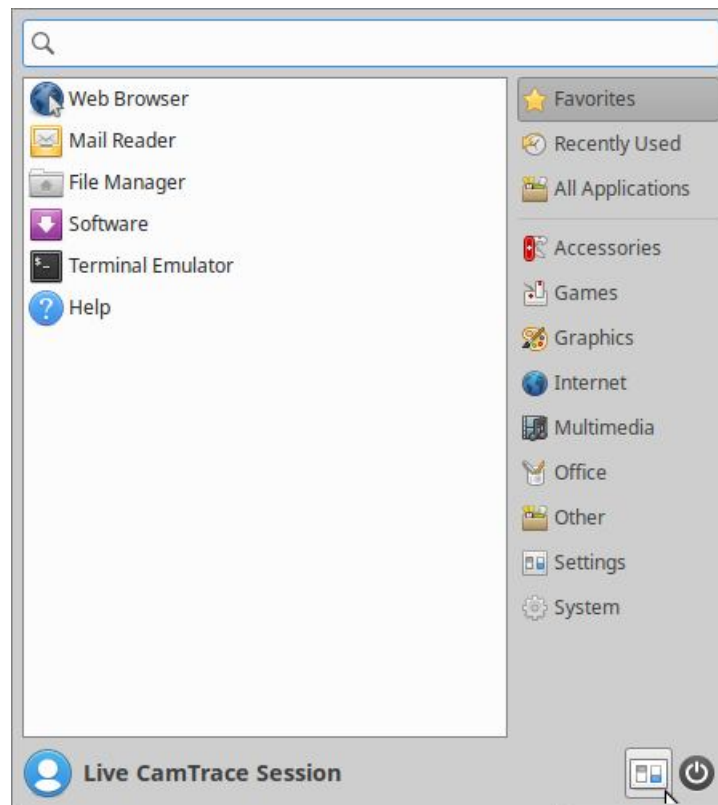 Web Browser
Mail Reader
File Manager
Software
Terminal Emulator
Help
Favorites
Recently Used
All Applications
Accessories
Games
Graphics
Internet
Multimedia
Office
Other
Settings
System
Live CamTrace Session